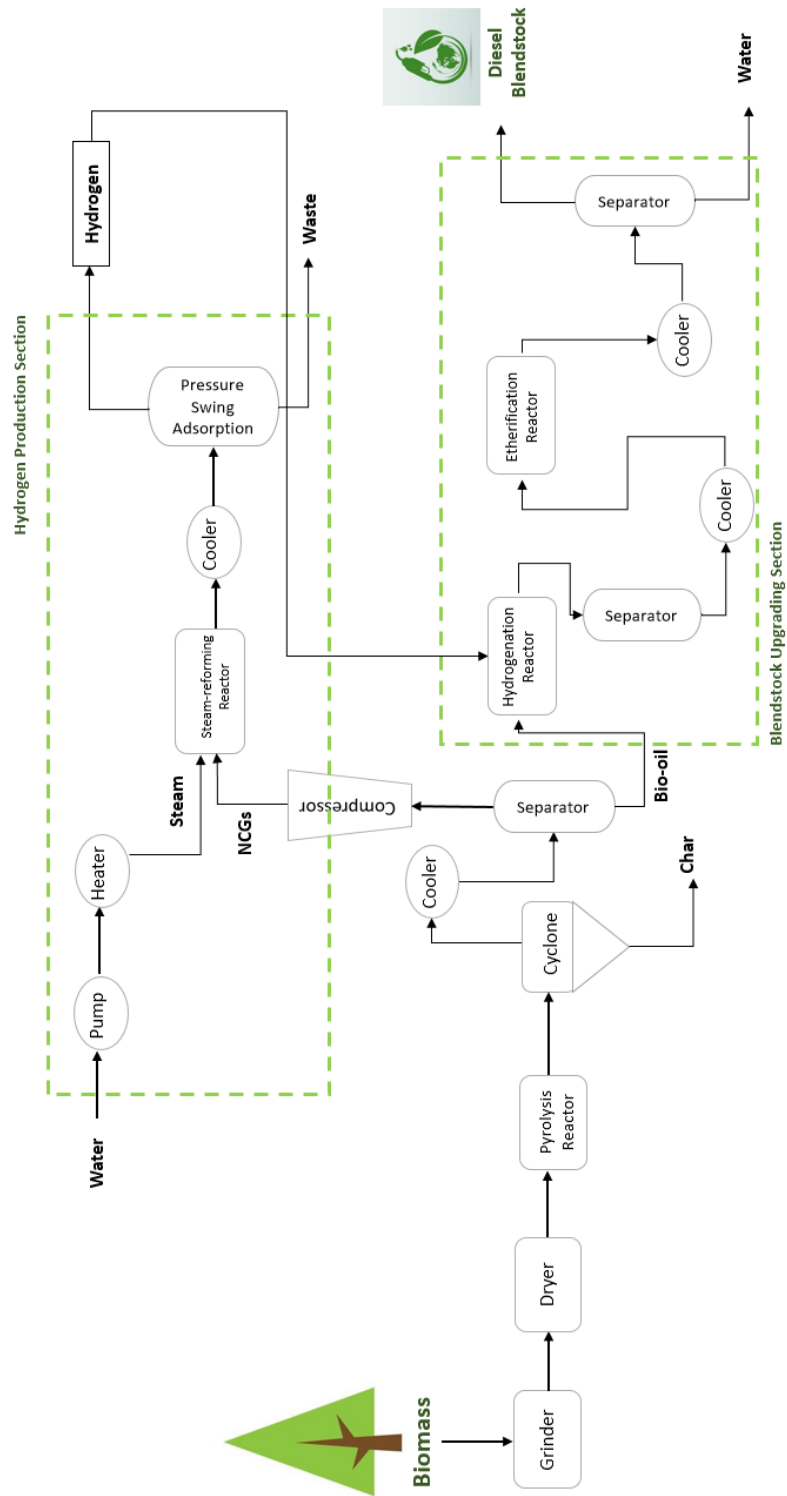 Hydrogen Production Section
Water
Pump
Heater
Steam
NCGs
Steam-reforming
Reactor
Cooler
Pressure
Swing
Adsorption
Hydrogen
Waste
Compressor
Biomass
Grinder
Dryer
Pyrolysis
Reactor
Cyclone
Char
Cooler
Separator
Bio-oil
Hydrogenation
Reactor
Separator
Cooler
Etherification
Reactor
Cooler
Separator
Diesel
Blendstock
Water
Blendstock Upgrading Section